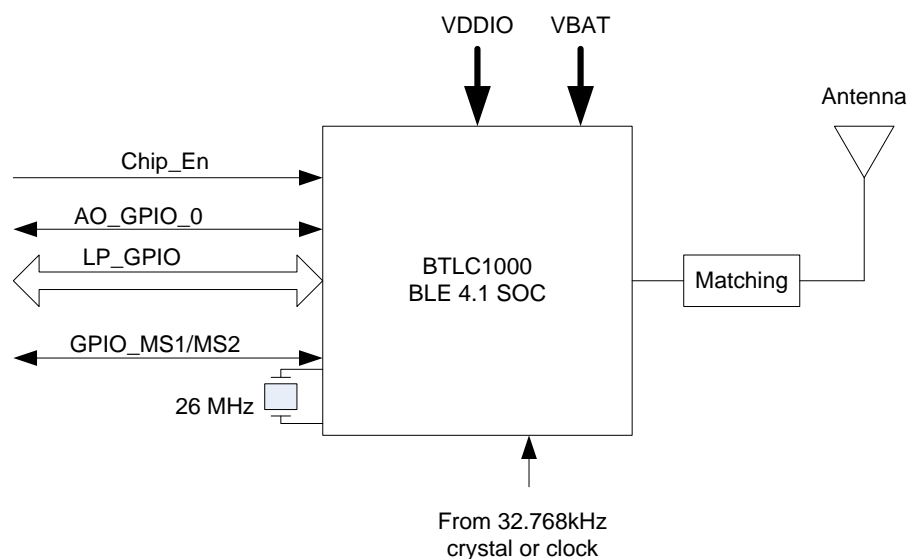 VDDIO
VBAT
Antenna
Chip_En
AO_GPIO_0
LP_GPIO
BTLC1000
BLE 4.1 SOC
Matching
GPIO_MS1/MS2
26 MHz
From 32.768kHz
crystal or clock